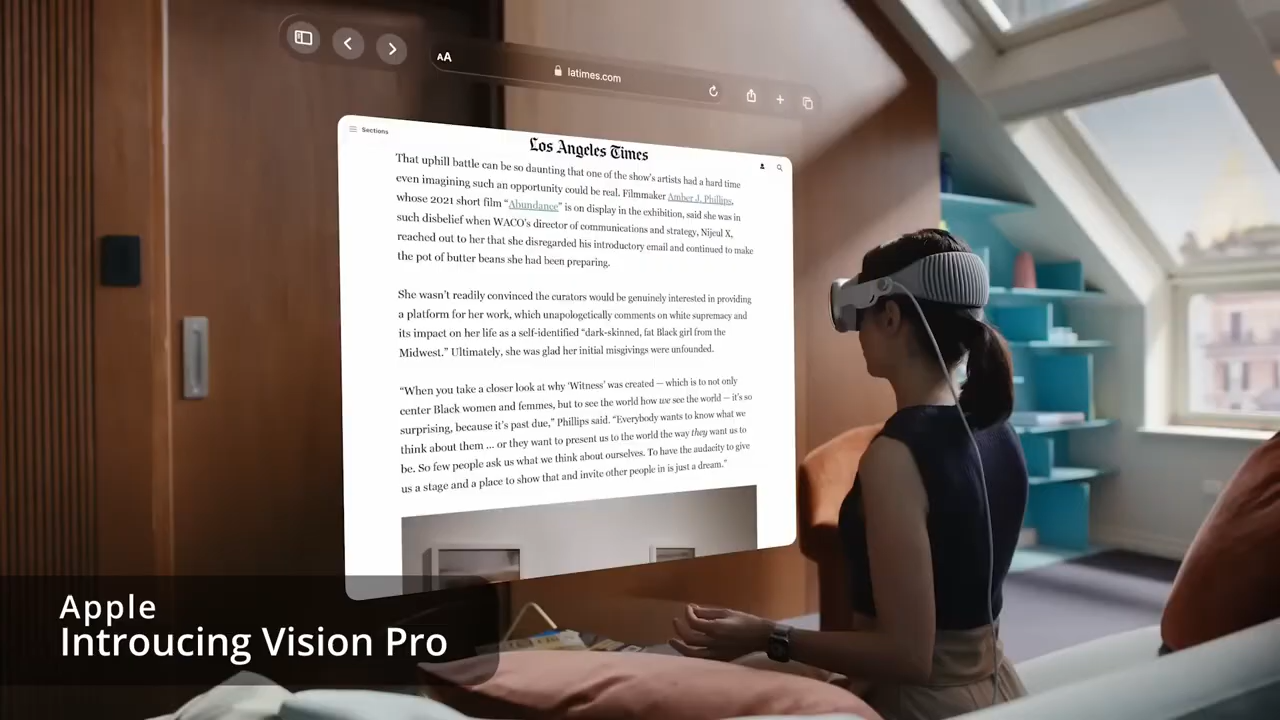 AA
latimes.com
Sections
Los Angeles Times
That uphill battle can be so daunting that one of the show's artists had a hard time
even imagining such an opportunity could be real. Filmmaker Amber J. Phillips,
whose 2021 short film “Abundance” is on display in the exhibition, said she was in
such disbelief when WACO's director of communications and strategy, Nijeul X,
reached out to her that she disregarded his introductory email and continued to make
the pot of butter beans she had been preparing.
She wasn't readily convinced the curators would be genuinely interested in providing
a platform for her work, which unapologetically comments on white supremacy and
its impact on her life as a self-identified “dark-skinned, fat Black girl from the
Midwest.” Ultimately, she was glad her initial misgivings were unfounded.
“When you take a closer look at why ‘Witness’ was created — which is to not only
center Black women and femmes, but to see the world how we see the world — it's so
surprising, because it's past due,” Phillips said. “Everybody wants to know what we
think about them ... or they want to present us to the world the way they want us to
be. So few people ask us what we think about ourselves. To have the audacity to give
us a stage and a place to show that and invite other people in is just a dream.”
Apple
Introucing Vision Pro